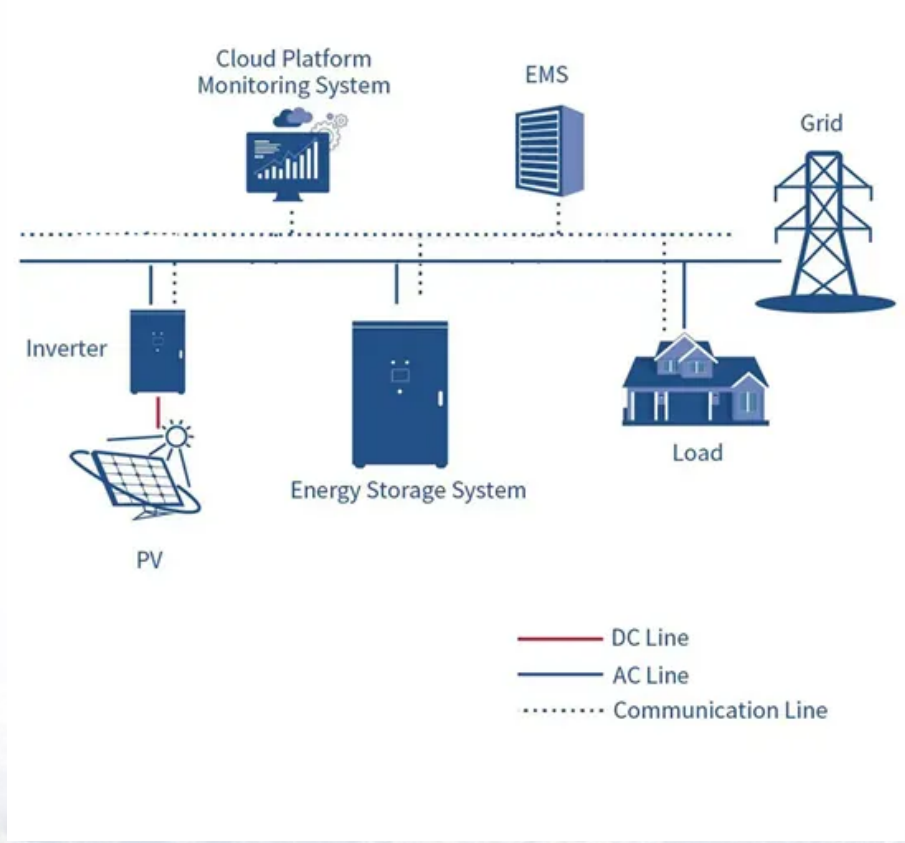 Cloud Platform
Monitoring System
EMS
Grid
Inverter
Load
Energy Storage System
PV
DC Line
AC Line
Communication Line